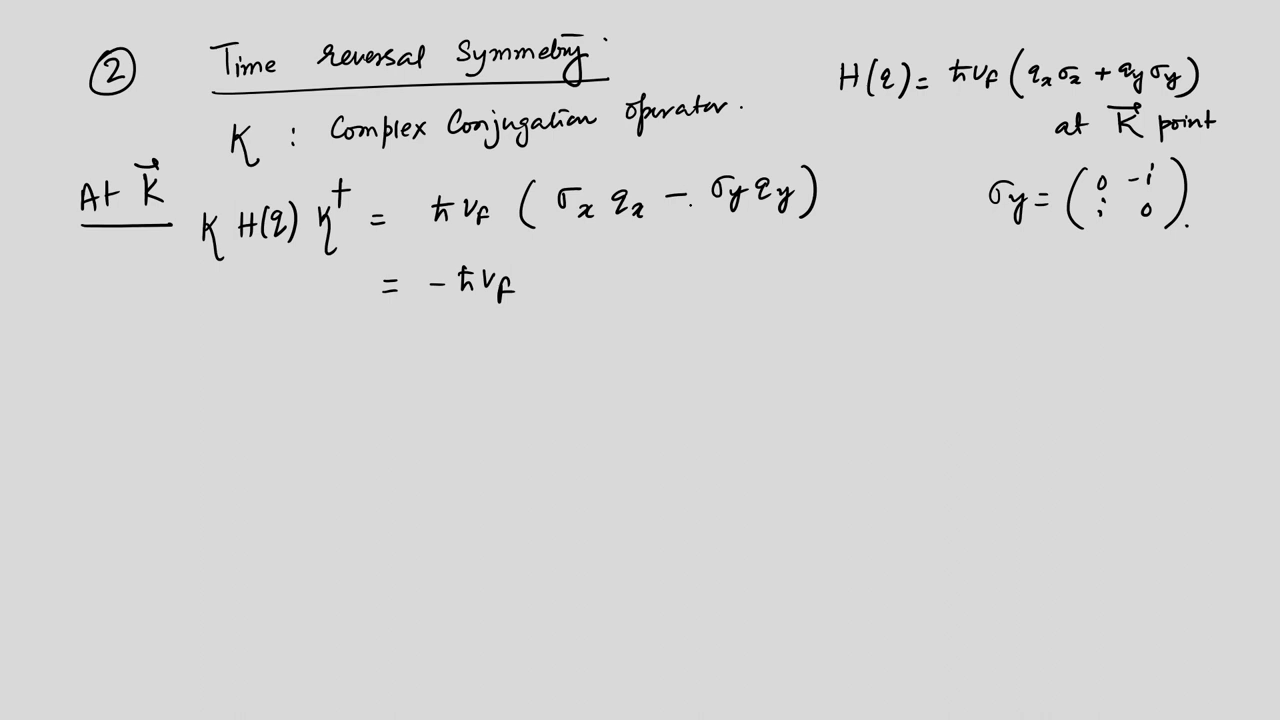 ② Time reversal Symmetry.
K : Complex Conjugation operator.
H(q) = ħv_F (q_x σ_x + q_y σ_y)
at K⃗ point
At K⃗
K H(q) K† = ħv_F (σ_x q_x - σ_y q_y)
σ_y = (0 -i
i 0).
= - ħv_F